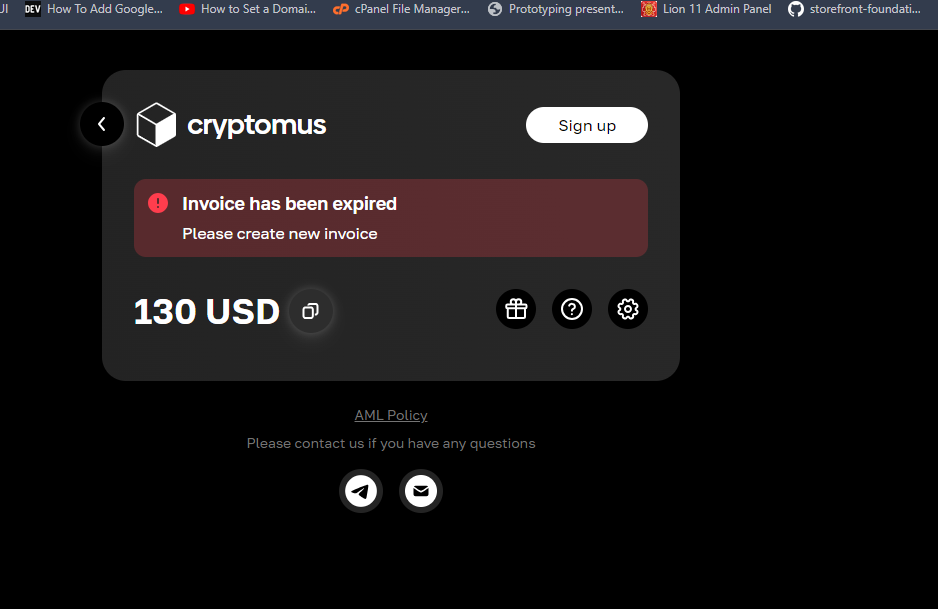 JI DEV How To Add Google... How to Set a Domai... cP cPanel File Manager... Prototyping present... Lion 11 Admin Panel storefront-foundati...
cryptomus
Sign up
Invoice has been expired
Please create new invoice
130 USD
AML Policy
Please contact us if you have any questions